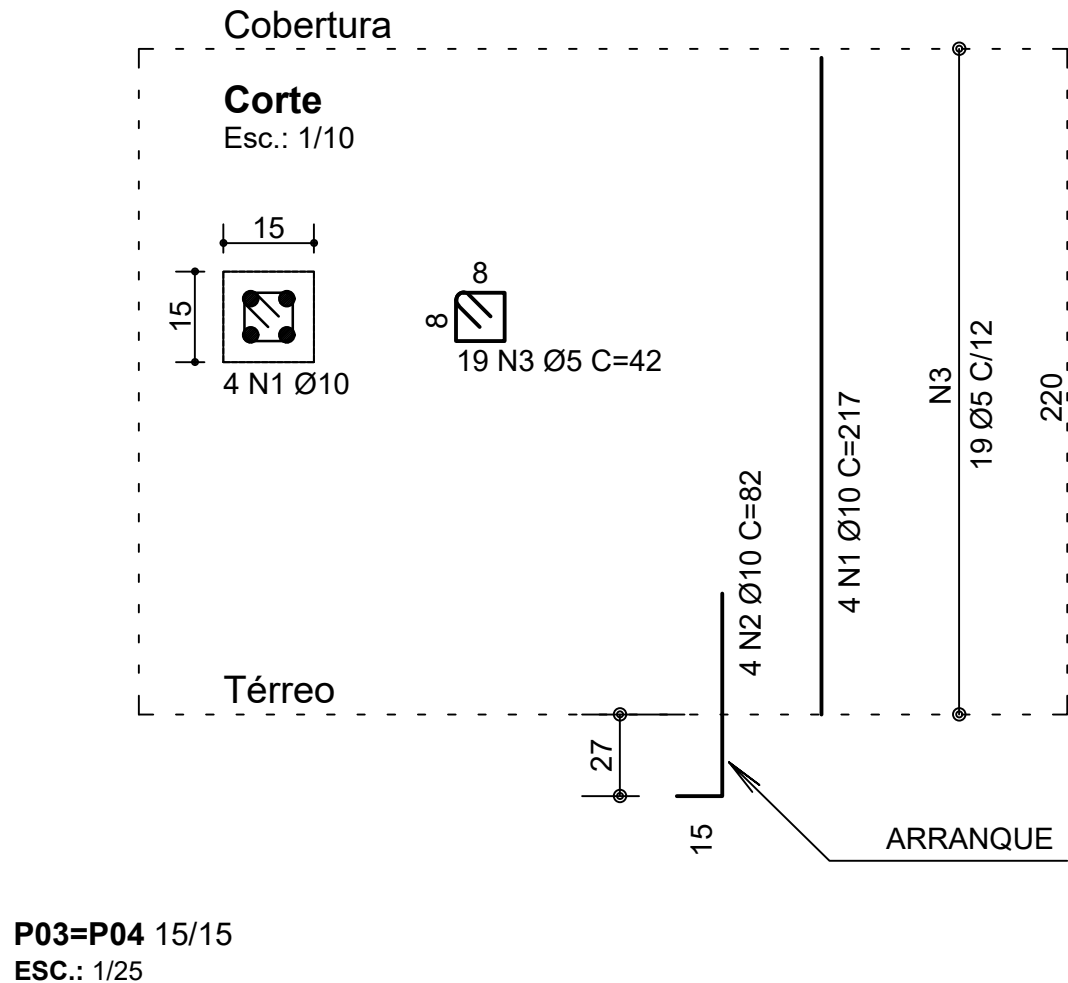 Cobertura
Corte
Esc.: 1/10
15
15
4 N1 Ø10
8
8
19 N3 Ø5 C=42
4 N2 Ø10 C=82
4 N1 Ø10 C=217
N3
19 Ø5 C/12
220
Térreo
27
15
ARRANQUE
P03=P04 15/15
ESC.: 1/25